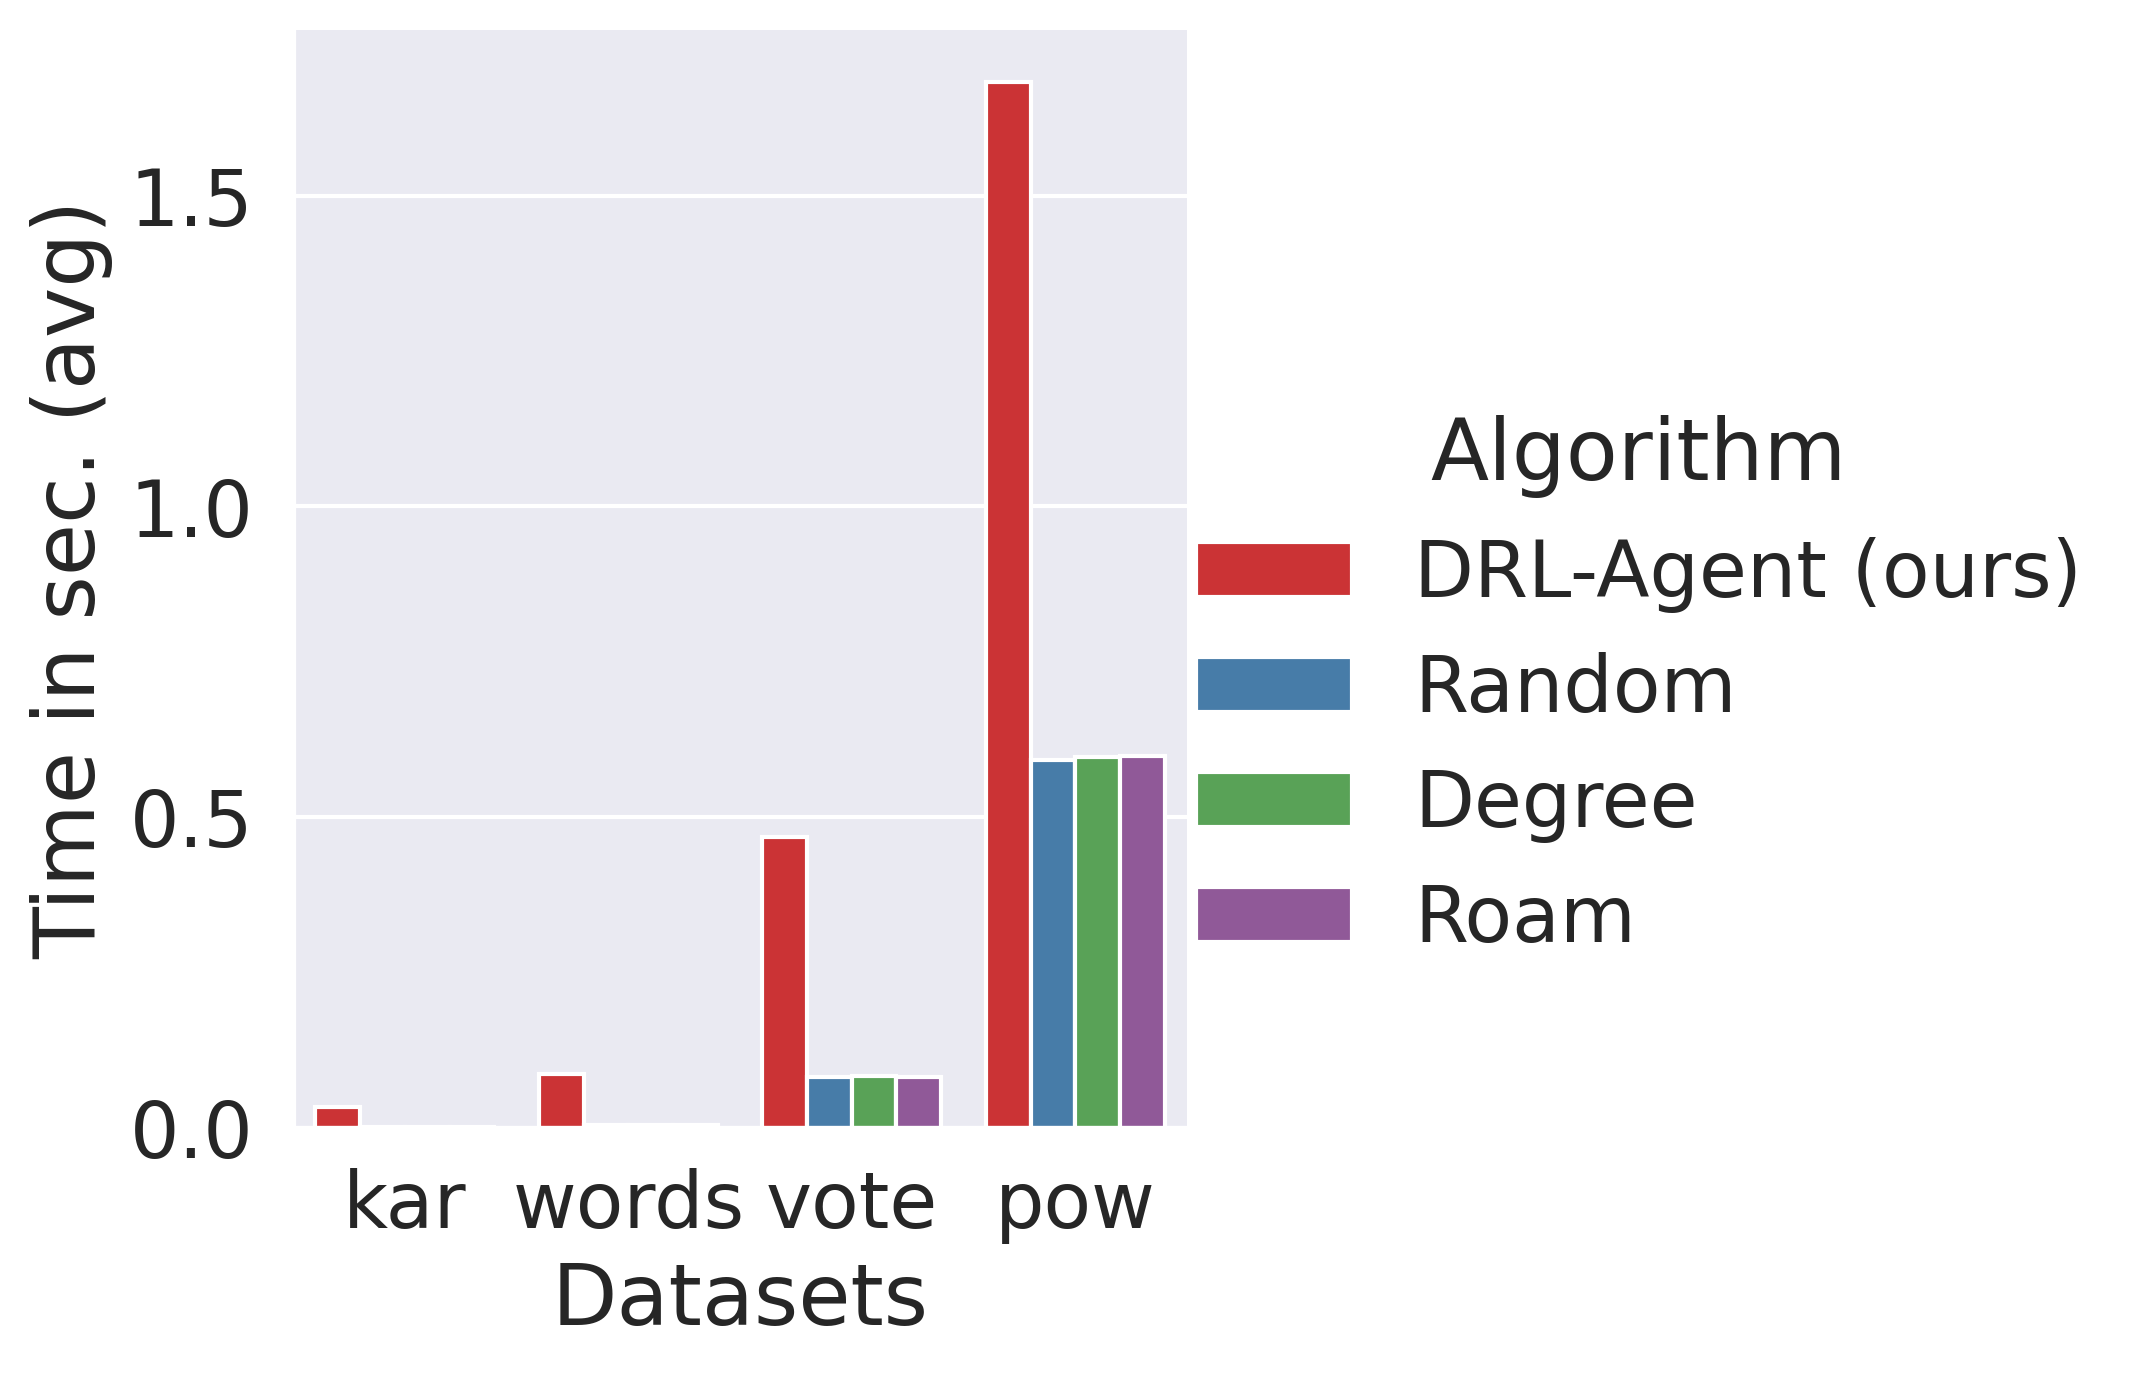 Time in sec. (avg)
1.5
1.0
0.5
0.0
kar words vote pow
Datasets
Algorithm
DRL-Agent (ours)
Random
Degree
Roam